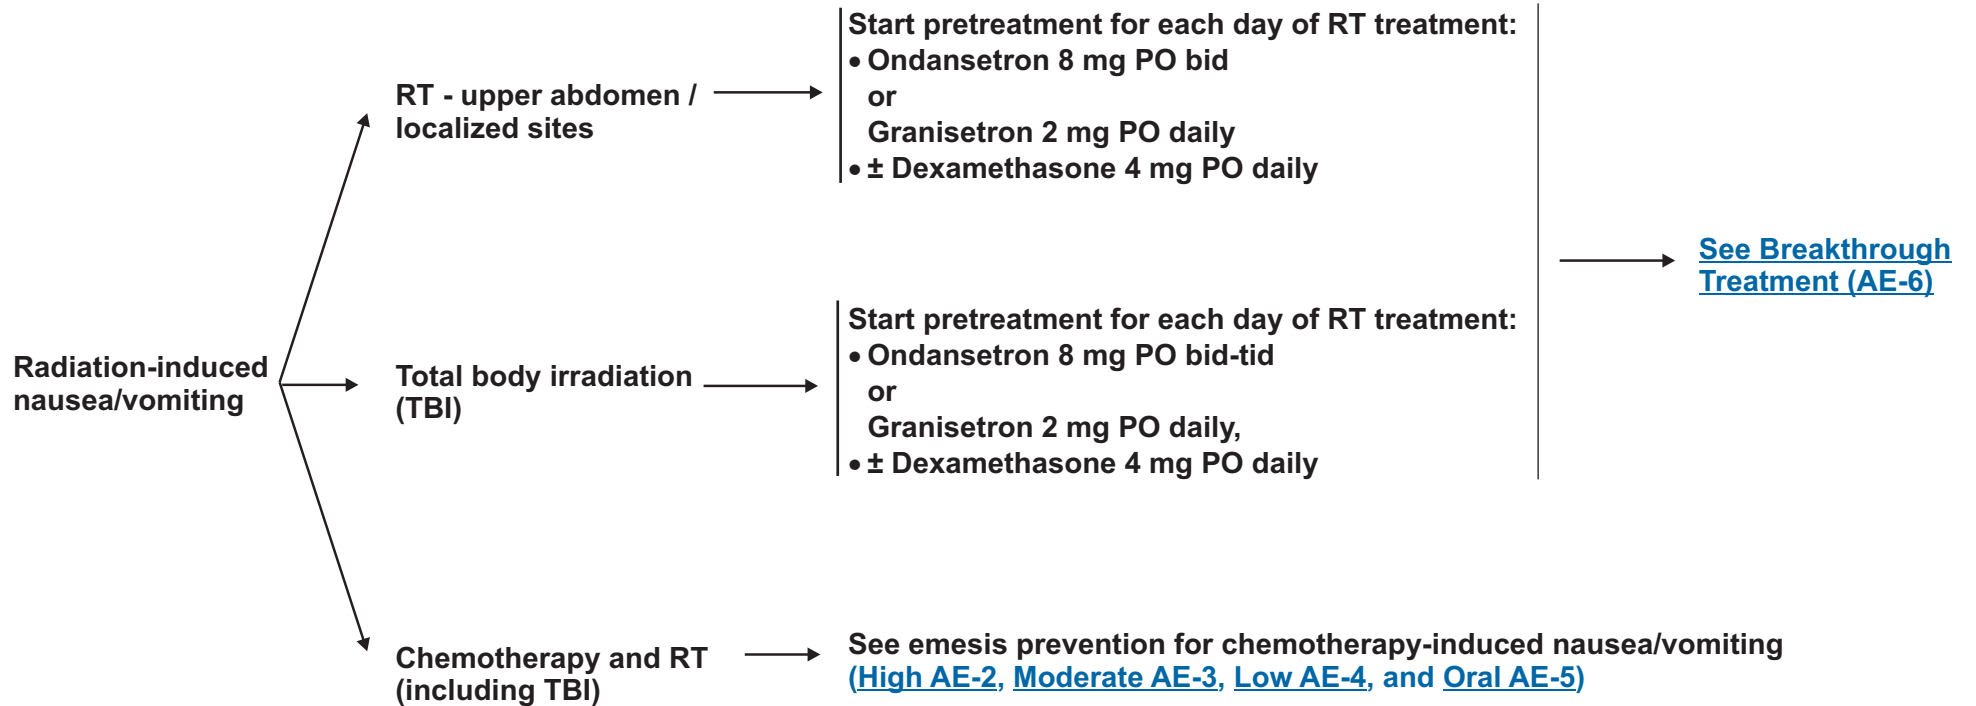 Radiation-induced
nausea/vomiting
RT - upper abdomen /
localized sites
Start pretreatment for each day of RT treatment:
• Ondansetron 8 mg PO bid
or
Granisetron 2 mg PO daily
• ± Dexamethasone 4 mg PO daily
Total body irradiation
(TBI)
Start pretreatment for each day of RT treatment:
• Ondansetron 8 mg PO bid-tid
or
Granisetron 2 mg PO daily,
• ± Dexamethasone 4 mg PO daily
See Breakthrough
Treatment (AE-6)
Chemotherapy and RT
(including TBI)
See emesis prevention for chemotherapy-induced nausea/vomiting
(High AE-2, Moderate AE-3, Low AE-4, and Oral AE-5)